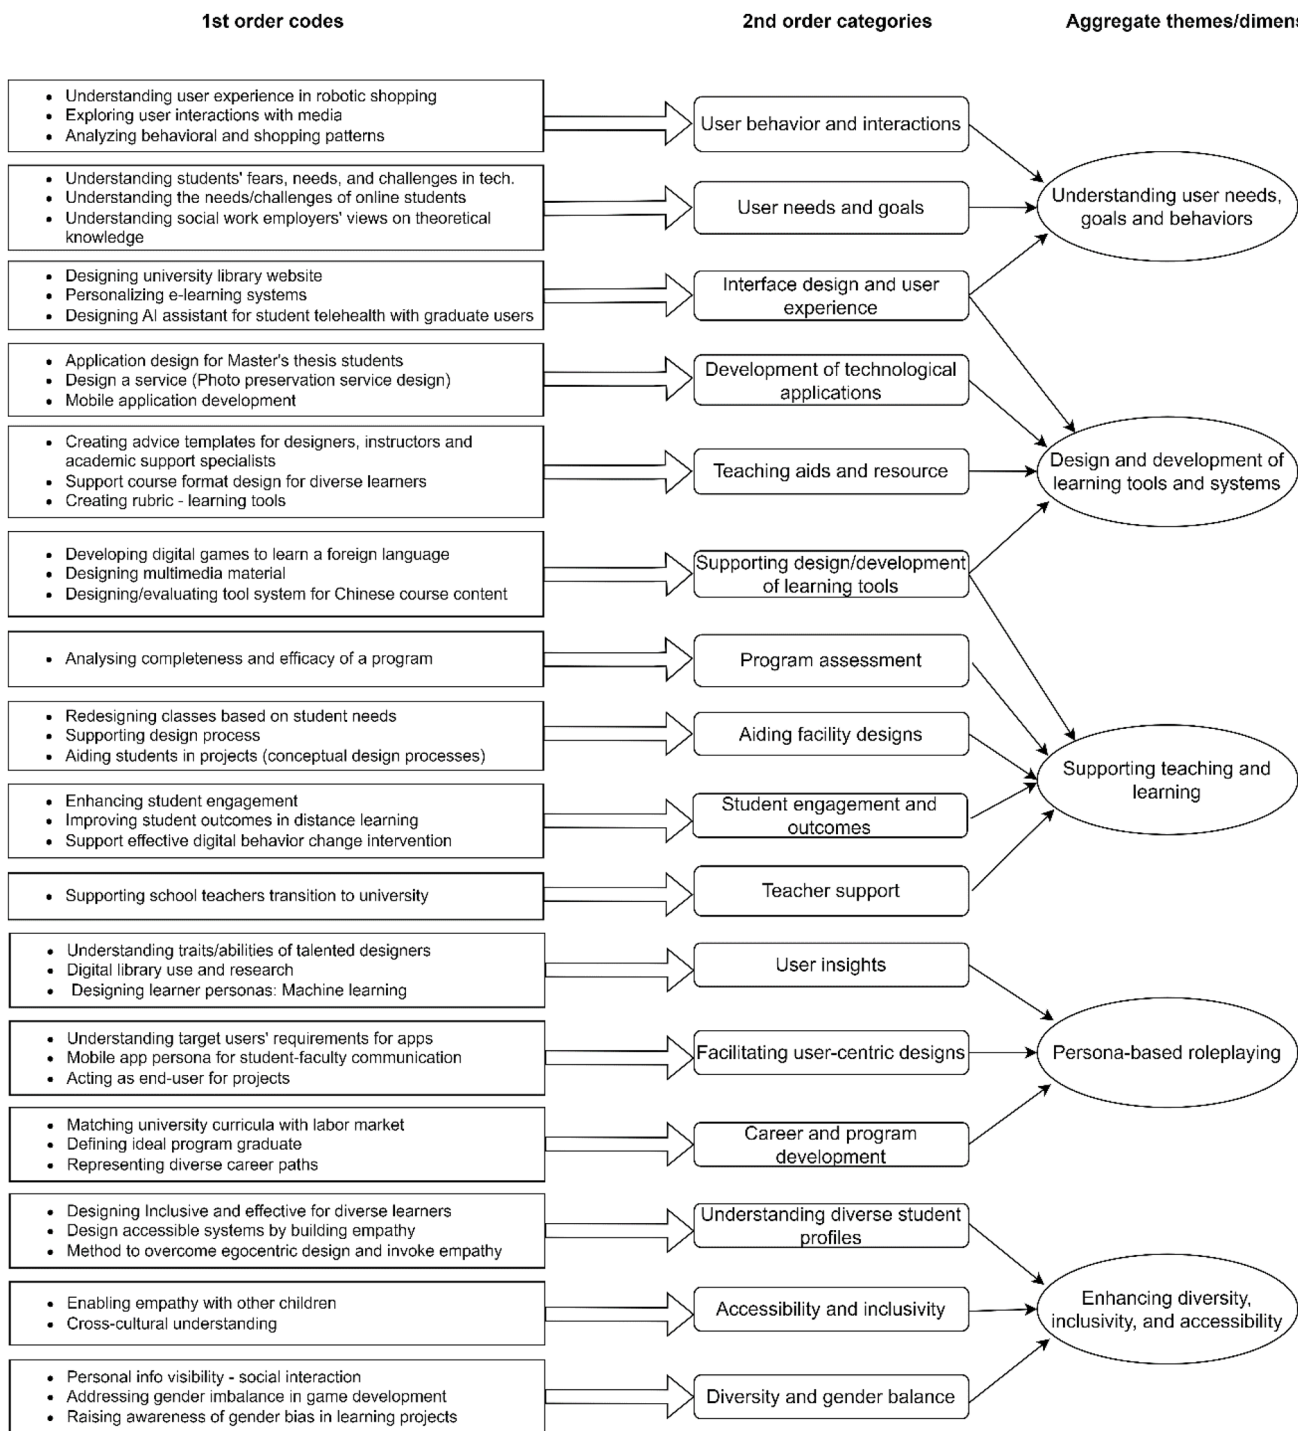 1st order codes
2nd order categories
Aggregate themes/dimens
• Understanding user experience in robotic shopping
• Exploring user interactions with media
• Analyzing behavioral and shopping patterns
User behavior and interactions
• Understanding students' fears, needs, and challenges in tech.
• Understanding the needs/challenges of online students
• Understanding social work employers' views on theoretical
knowledge
User needs and goals
Understanding user needs,
goals and behaviors
• Designing university library website
• Personalizing e-learning systems
• Designing AI assistant for student telehealth with graduate users
Interface design and user
experience
• Application design for Master's thesis students
• Design a service (Photo preservation service design)
• Mobile application development
Development of technological
applications
• Creating advice templates for designers, instructors and
academic support specialists
• Support course format design for diverse learners
• Creating rubric - learning tools
Teaching aids and resource
Design and development of
learning tools and systems
• Developing digital games to learn a foreign language
• Designing multimedia material
• Designing/evaluating tool system for Chinese course content
Supporting design/development
of learning tools
• Analysing completeness and efficacy of a program
Program assessment
• Redesigning classes based on student needs
• Supporting design process
• Aiding students in projects (conceptual design processes)
Aiding facility designs
Supporting teaching and
learning
• Enhancing student engagement
• Improving student outcomes in distance learning
• Support effective digital behavior change intervention
Student engagement and
outcomes
• Supporting school teachers transition to university
Teacher support
• Understanding traits/abilities of talented designers
• Digital library use and research
• Designing learner personas: Machine learning
User insights
• Understanding target users' requirements for apps
• Mobile app persona for student-faculty communication
• Acting as end-user for projects
Facilitating user-centric designs
Persona-based roleplaying
• Matching university curricula with labor market
• Defining ideal program graduate
• Representing diverse career paths
Career and program
development
• Designing Inclusive and effective for diverse learners
• Design accessible systems by building empathy
• Method to overcome egocentric design and invoke empathy
Understanding diverse student
profiles
• Enabling empathy with other children
• Cross-cultural understanding
Accessibility and inclusivity
Enhancing diversity,
inclusivity, and accessibility
• Personal info visibility - social interaction
• Addressing gender imbalance in game development
• Raising awareness of gender bias in learning projects
Diversity and gender balance